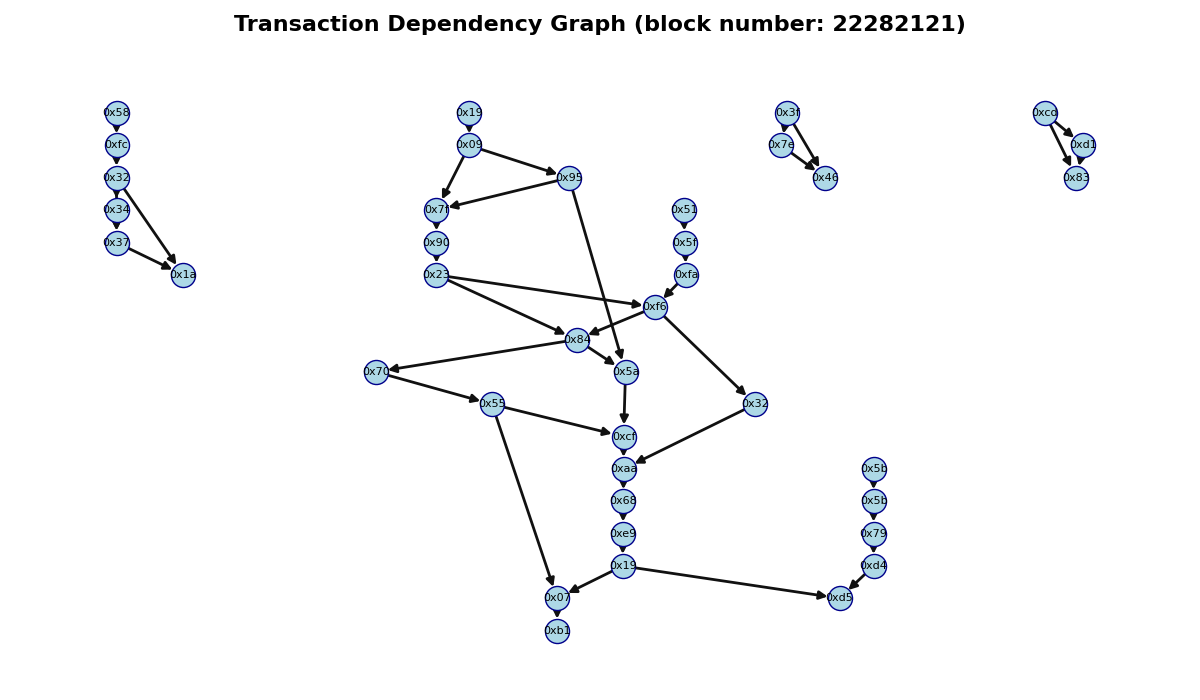 Transaction Dependency Graph (block number: 22282121)
0x58
0x19
0x3f
0xcd
0xfc
0x09
0x7e
0xd1
0x32
0x95
0x46
0x83
0x34
0x7f
0x51
0x37
0x90
0x5f
0x1a
0x23
0xfa
0xf6
0x84
0x70
0x5a
0x55
0x32
0xcf
0xaa
0x5b
0x68
0x5b
0xe9
0x79
0x19
0xd4
0x07
0xd5
0xb1